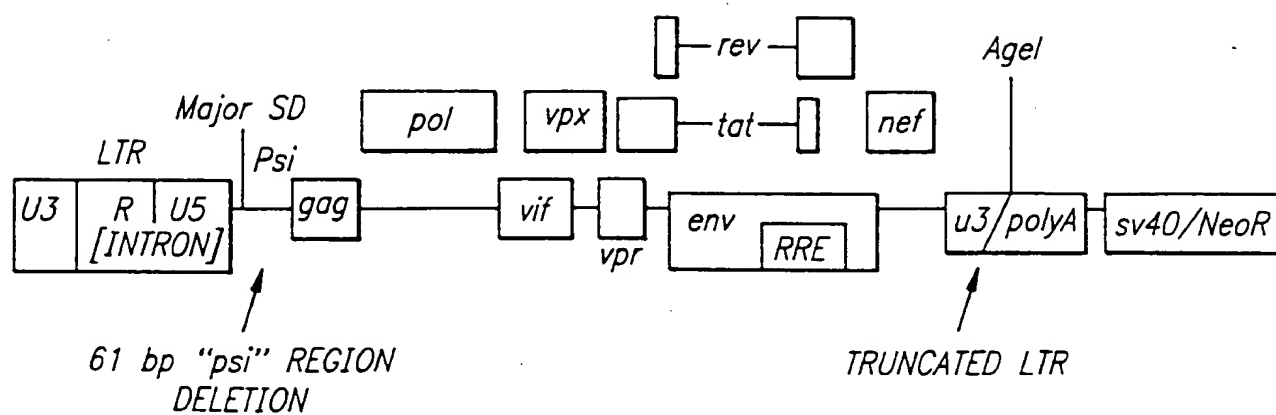 rev
AgeI
Major SD
pol
vpx
tat
nef
LTR
Psi
U3
R
U5
[INTRON]
gag
vif
vpr
env
RRE
u3/polyA
sv40/NeoR
61 bp "psi" REGION
DELETION
TRUNCATED LTR